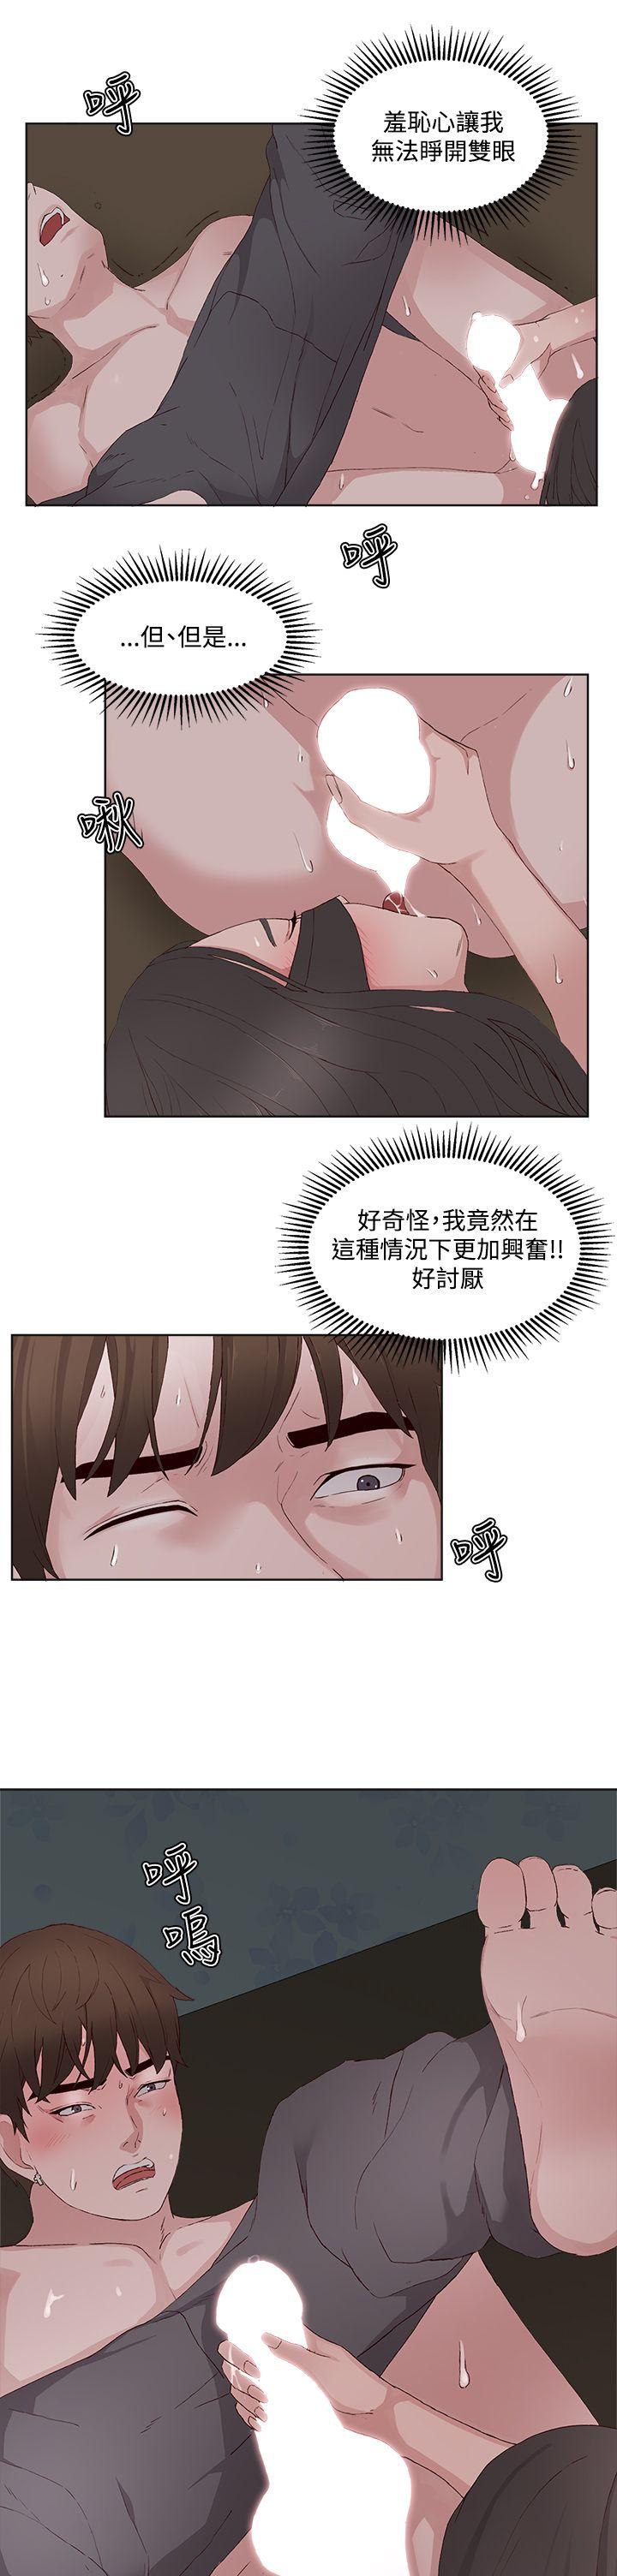 呼
羞恥心讓我
無法睜開雙眼
呼
…但、但是…
啾
好奇怪，我竟然在
這種情況下更加興奮!!
好討厭
呼
呼
嗚